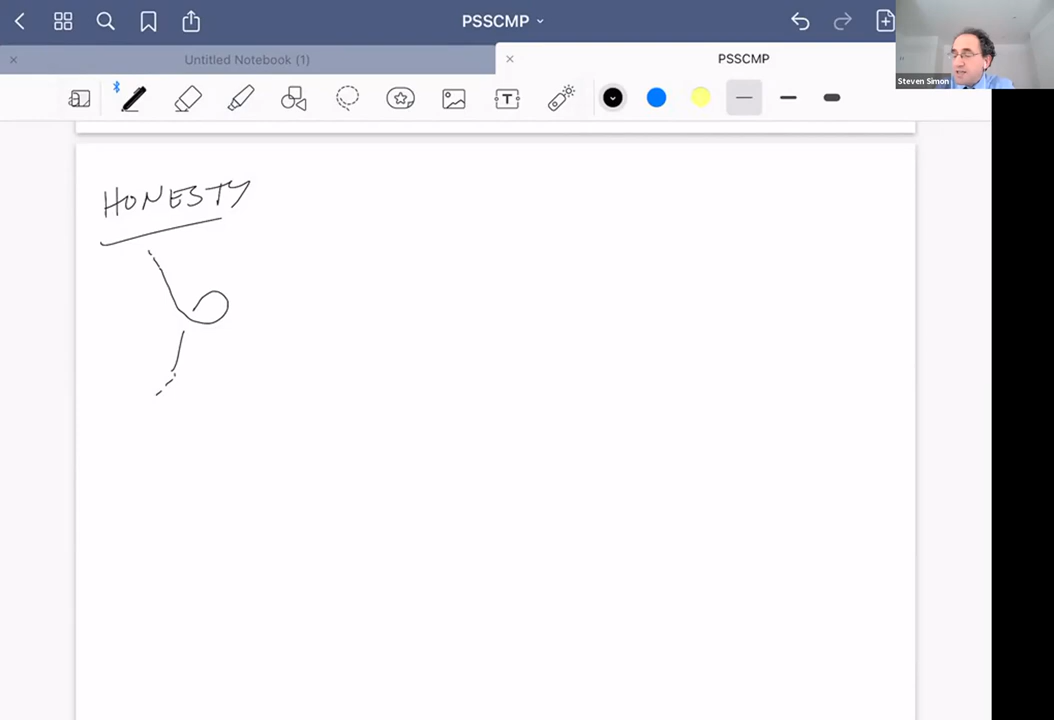 PSSCMP
Untitled Notebook (1)
PSSCMP
Steven Simon
T
HONESTY